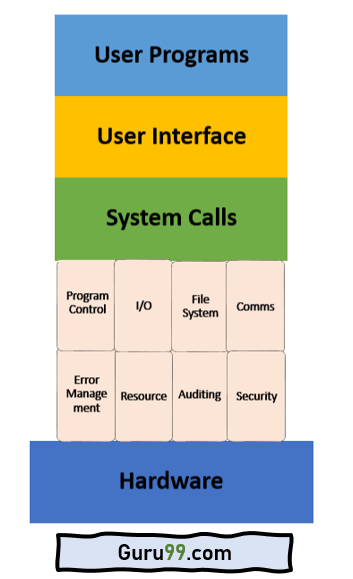 User Programs
User Interface
System Calls
Program
Control
I/O
File
System
Comms
Error
Manage
ment
Resource
Auditing
Security
Hardware
Guru99.com